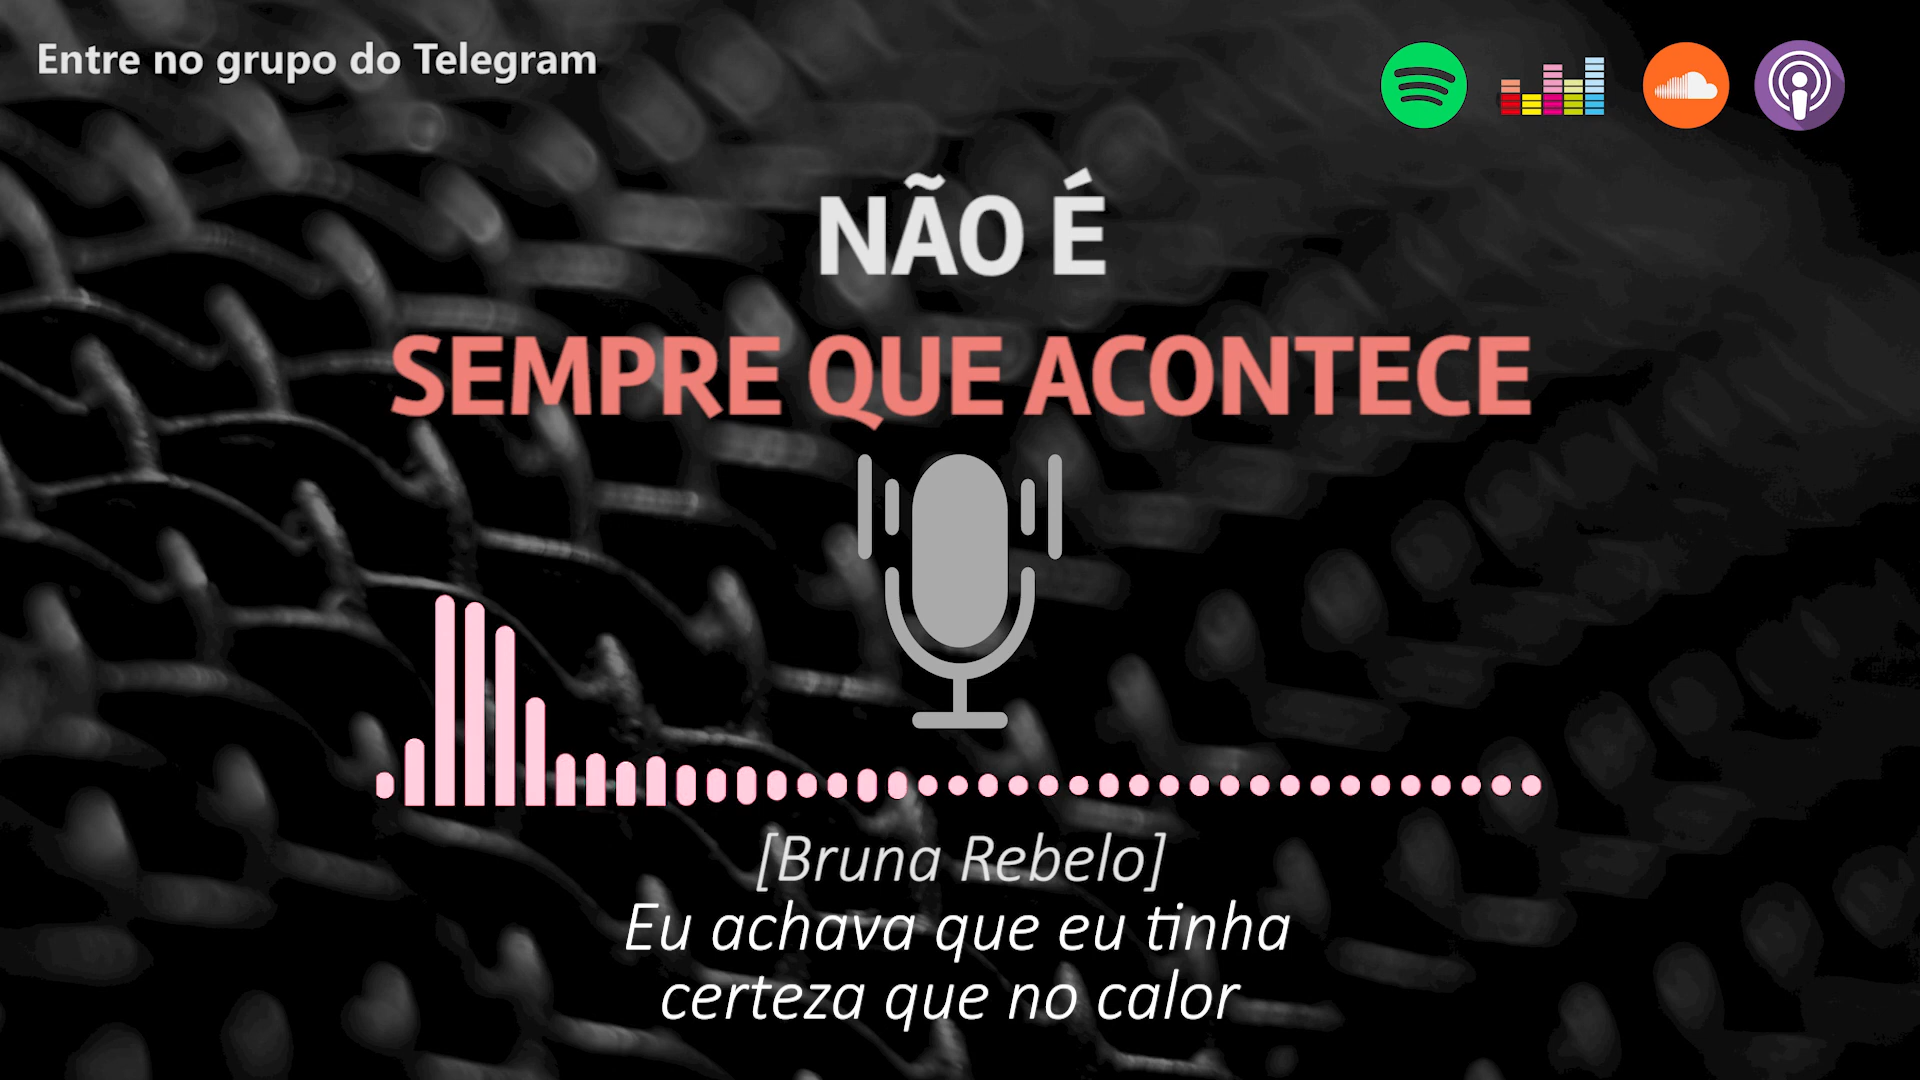 Entre no grupo do Telegram
NÃO É
SEMPRE QUE ACONTECE
[Bruna Rebelo]
Eu achava que eu tinha
certeza que no calor